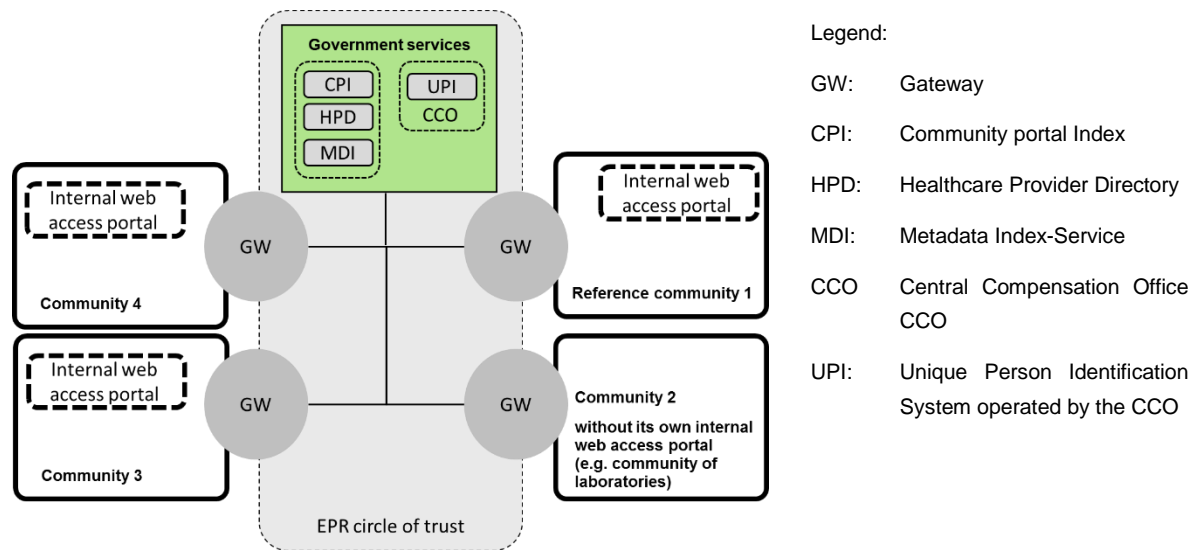 Government services
CPI
HPD
MDI
UPI
CCO
Internal web
access portal
GW
Community 4
GW
Internal web
access portal
Reference community 1
Internal web
access portal
GW
Community 3
GW
Community 2
without its own internal
web access portal
(e.g. community of
laboratories)
EPR circle of trust
Legend:
GW: Gateway
CPI: Community portal Index
HPD: Healthcare Provider Directory
MDI: Metadata Index-Service
CCO Central Compensation Office
CCO
UPI: Unique Person Identification
System operated by the CCO